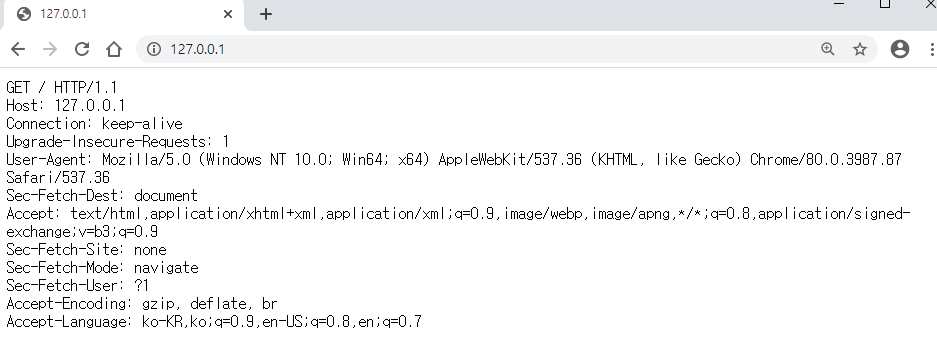 127.0.0.1
127.0.0.1
GET / HTTP/1.1
Host: 127.0.0.1
Connection: keep-alive
Upgrade-Insecure-Requests: 1
User-Agent: Mozilla/5.0 (Windows NT 10.0; Win64; x64) AppleWebKit/537.36 (KHTML, like Gecko) Chrome/80.0.3987.87
Safari/537.36
Sec-Fetch-Dest: document
Accept: text/html,application/xhtml+xml,application/xml;q=0.9,image/webp,image/apng,*/*;q=0.8,application/signed-
exchange;v=b3;q=0.9
Sec-Fetch-Site: none
Sec-Fetch-Mode: navigate
Sec-Fetch-User: ?1
Accept-Encoding: gzip, deflate, br
Accept-Language: ko-KR,ko;q=0.9,en-US;q=0.8,en;q=0.7